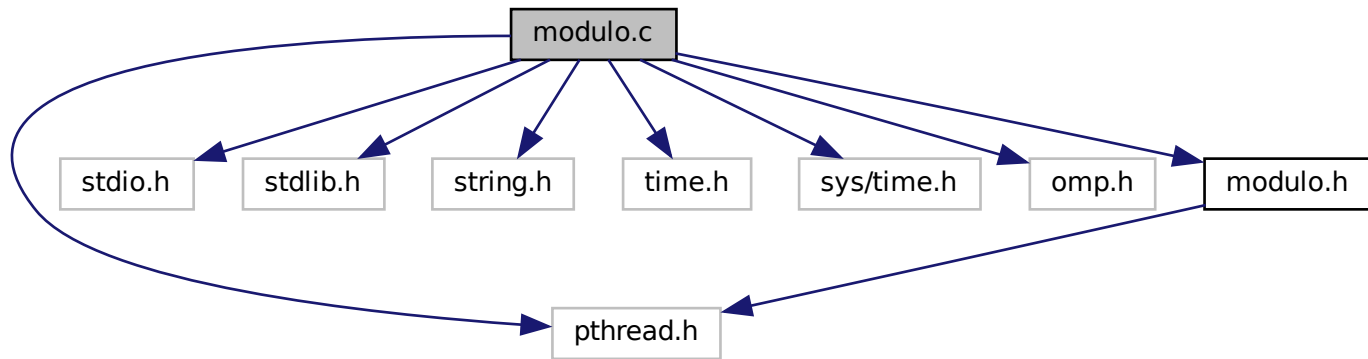 modulo.c
stdio.h
stdlib.h
string.h
time.h
sys/time.h
omp.h
modulo.h
pthread.h